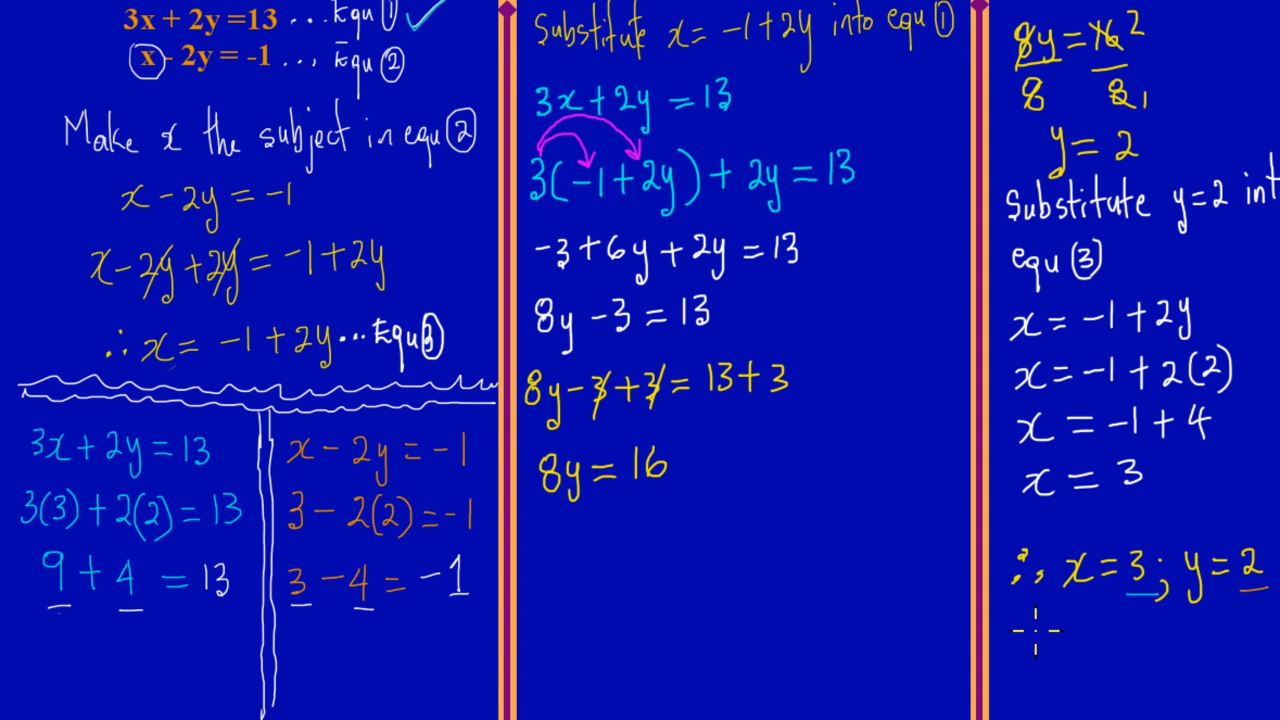 3x + 2y =13 ... Equ ①
x - 2y = -1 ... Equ ②
Make x the subject in equ ②
x - 2y = -1
x - 2y + 2y = -1 + 2y
∴ x = -1 + 2y ... Equ ③
3x + 2y = 13
3(3) + 2(2) = 13
9 + 4 = 13
x - 2y = -1
3 - 2(2) = -1
3 - 4 = -1
Substitute x = -1 + 2y into equ ①
3x + 2y = 13
3(-1 + 2y) + 2y = 13
-3 + 6y + 2y = 13
8y - 3 = 13
8y - 3 + 3 = 13 + 3
8y = 16
8y = 16 2
8 8 1
y = 2
Substitute y = 2 int
equ ③
x = -1 + 2y
x = -1 + 2(2)
x = -1 + 4
x = 3
∴ x = 3; y = 2